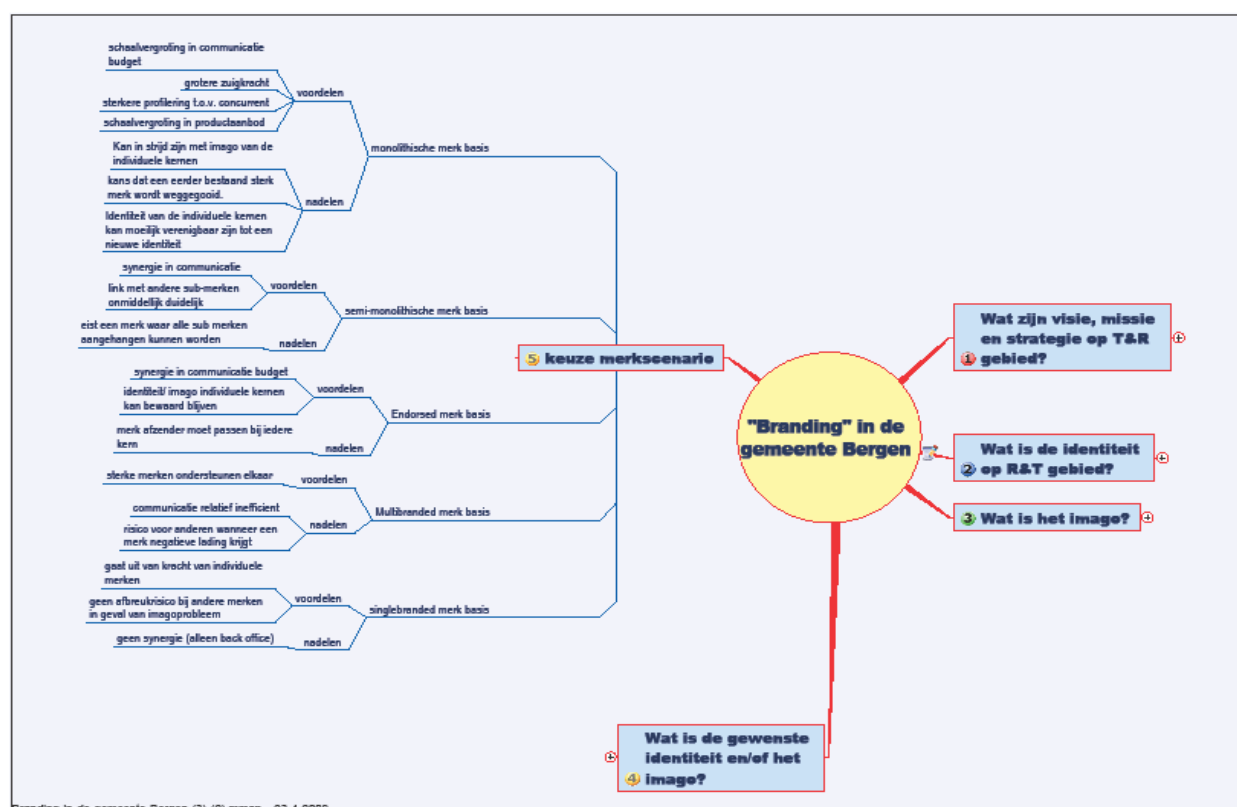 schaalvergroting in communicatie
budget
grotere zuigkracht
sterkere profilering t.o.v. concurrent
schaalvergroting in productaanbod
voordelen
Kan in strijd zijn met imago van de
individuele kernen
kans dat een eerder bestaand sterk
merk wordt weggegooid.
Identiteit van de individuele kernen
kan moeilijk verenigbaar zijn tot een
nieuwe identiteit
nadelen
monolithische merk basis
synergie in communicatie
link met andere sub-merken
onmiddellijk duidelijk
voordelen
eist een merk waar alle sub merken
aangehangen kunnen worden
nadelen
semi-monolithische merk basis
synergie in communicatie budget
identiteit/ imago individuele kernen
kan bewaard blijven
voordelen
merk afzender moet passen bij iedere
kern
nadelen
Endorsed merk basis
sterke merken ondersteunen elkaar
voordelen
communicatie relatief inefficient
risico voor anderen wanneer een
merk negatieve lading krijgt
nadelen
Multibranded merk basis
gaat uit van kracht van individuele
merken
geen afbreukrisico bij andere merken
in geval van imagoprobleem
voordelen
geen synergie (alleen back office)
nadelen
singlebranded merk basis
5 keuze merkscenario
"Branding" in de
gemeente Bergen
Wat zijn visie, missie
en strategie op T&R
1 gebied?
Wat is de identiteit
2 op R&T gebied?
3 Wat is het imago?
Wat is de gewenste
identiteit en/of het
4 imago?
Branding in de gemeente Bergen